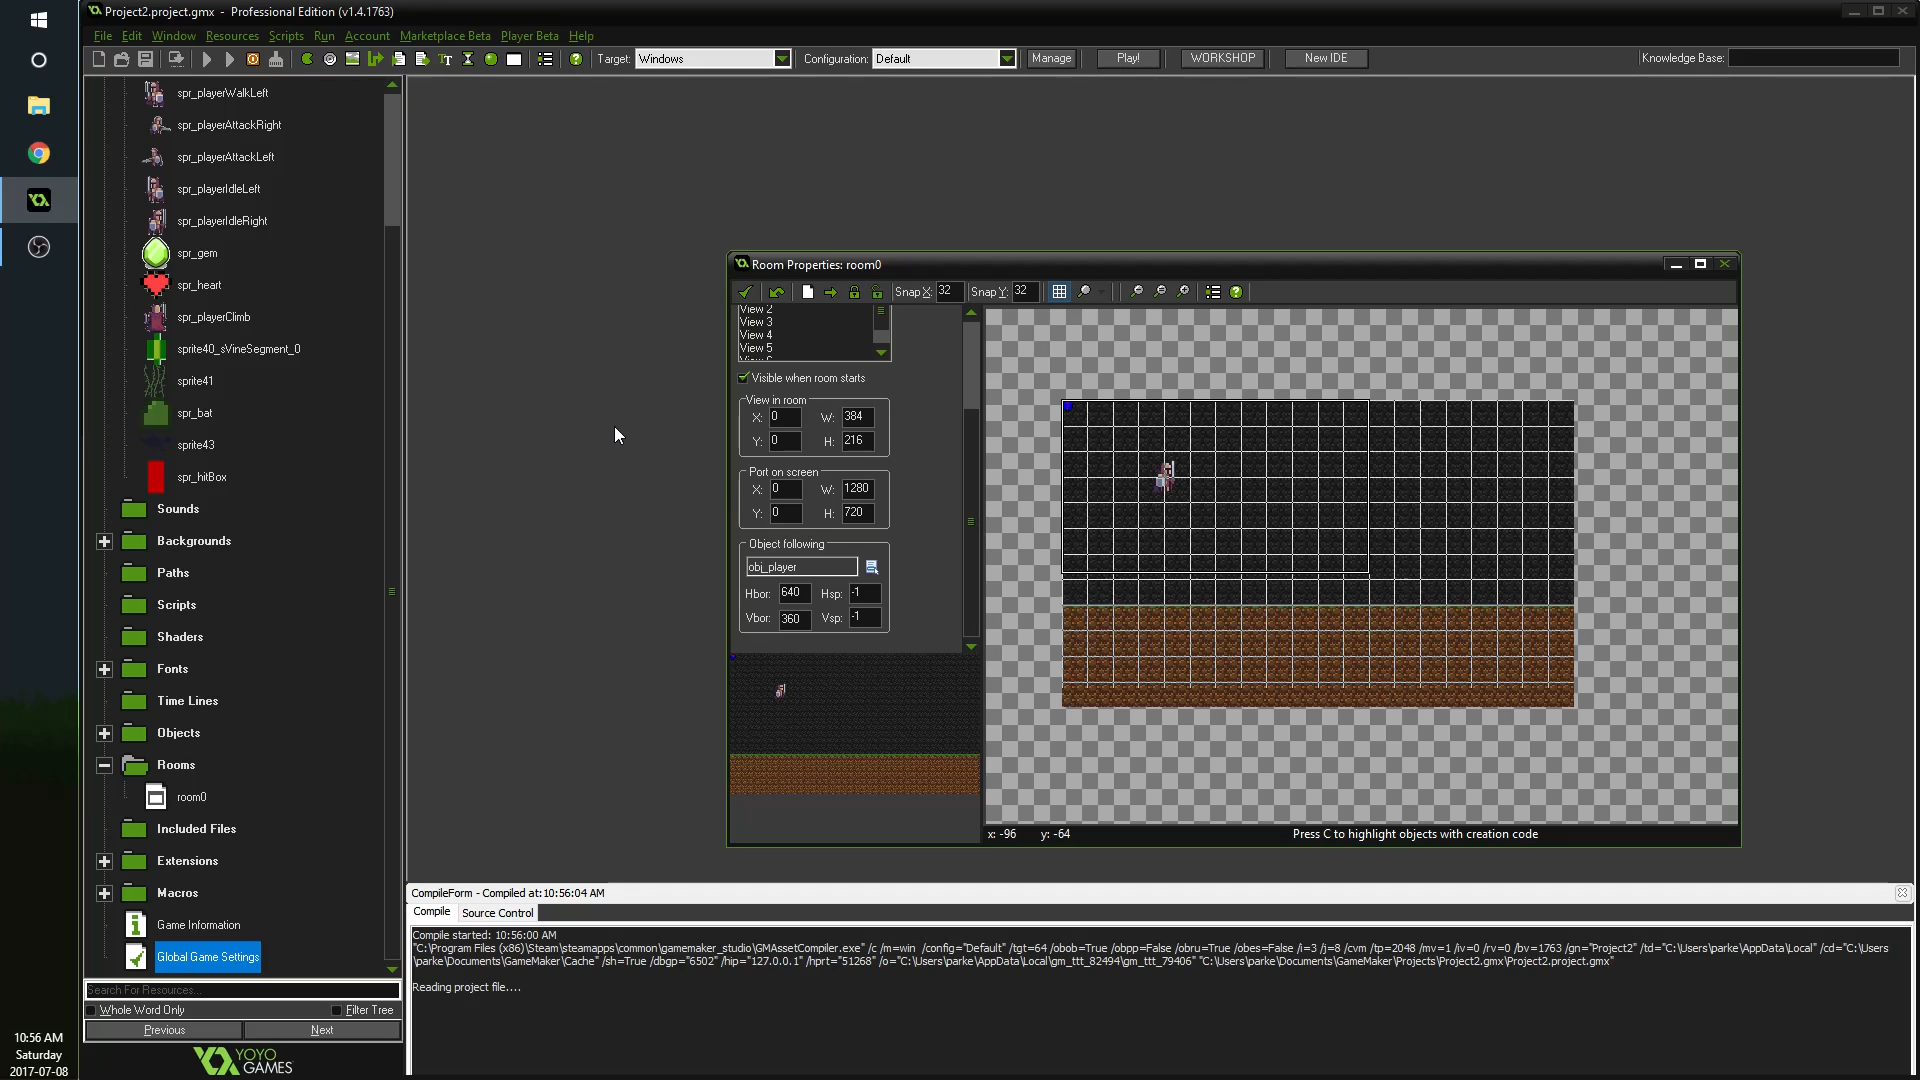 Project2.project.gmx - Professional Edition (v1.4.1763)
File Edit Window Resources Scripts Run Account Marketplace Beta Player Beta Help
Target: Windows Configuration: Default Manage Play! WORKSHOP New IDE Knowledge Base:
spr_playerWalkLeft
spr_playerAttackRight
spr_playerAttackLeft
spr_playerIdleLeft
spr_playerIdleRight
spr_gem
spr_heart
spr_playerClimb
sprite40_sVineSegment_0
sprite41
spr_bat
sprite43
spr_hitBox
Sounds
Backgrounds
Paths
Scripts
Shaders
Fonts
Time Lines
Objects
Rooms
room0
Included Files
Extensions
Macros
Game Information
Global Game Settings
Search For Resources...
Whole Word Only Filter Tree
Previous Next
YOYO
GAMES
10:56 AM
Saturday
2017-07-08
Room Properties: room0
Snap X: 32 Snap Y: 32
View 2
View 3
View 4
View 5
Visible when room starts
View in room
X: 0 W: 384
Y: 0 H: 216
Port on screen
X: 0 W: 1280
Y: 0 H: 720
Object following
obj_player
Hbor: 640 Hsp: -1
Vbor: 360 Vsp: -1
x: -96 y: -64 Press C to highlight objects with creation code
CompileForm - Compiled at:10:56:04 AM
Compile Source Control
Compile started: 10:56:00 AM
"C:\Program Files (x86)\Steam\steamapps\common\gamemaker_studio\GMAssetCompiler.exe" /c /m=win /config="Default" /tgt=64 /obob=True /obpp=False /obru=True /obes=False /i=3 /j=8 /cvm /tp=2048 /mv=1 /iv=0 /rv=0 /bv=1763 /gn="Project2" /td="C:\Users\parke\AppData\Local" /cd="C:\Users
\parke\Documents\GameMaker\Cache" /sh=True /dbgp="6502" /hip="127.0.0.1" /hprt="51268" /o="C:\Users\parke\AppData\Local\gm_ttt_82494\gm_ttt_79406" "C:\Users\parke\Documents\GameMaker\Projects\Project2.gmx\Project2.project.gmx"
Reading project file....